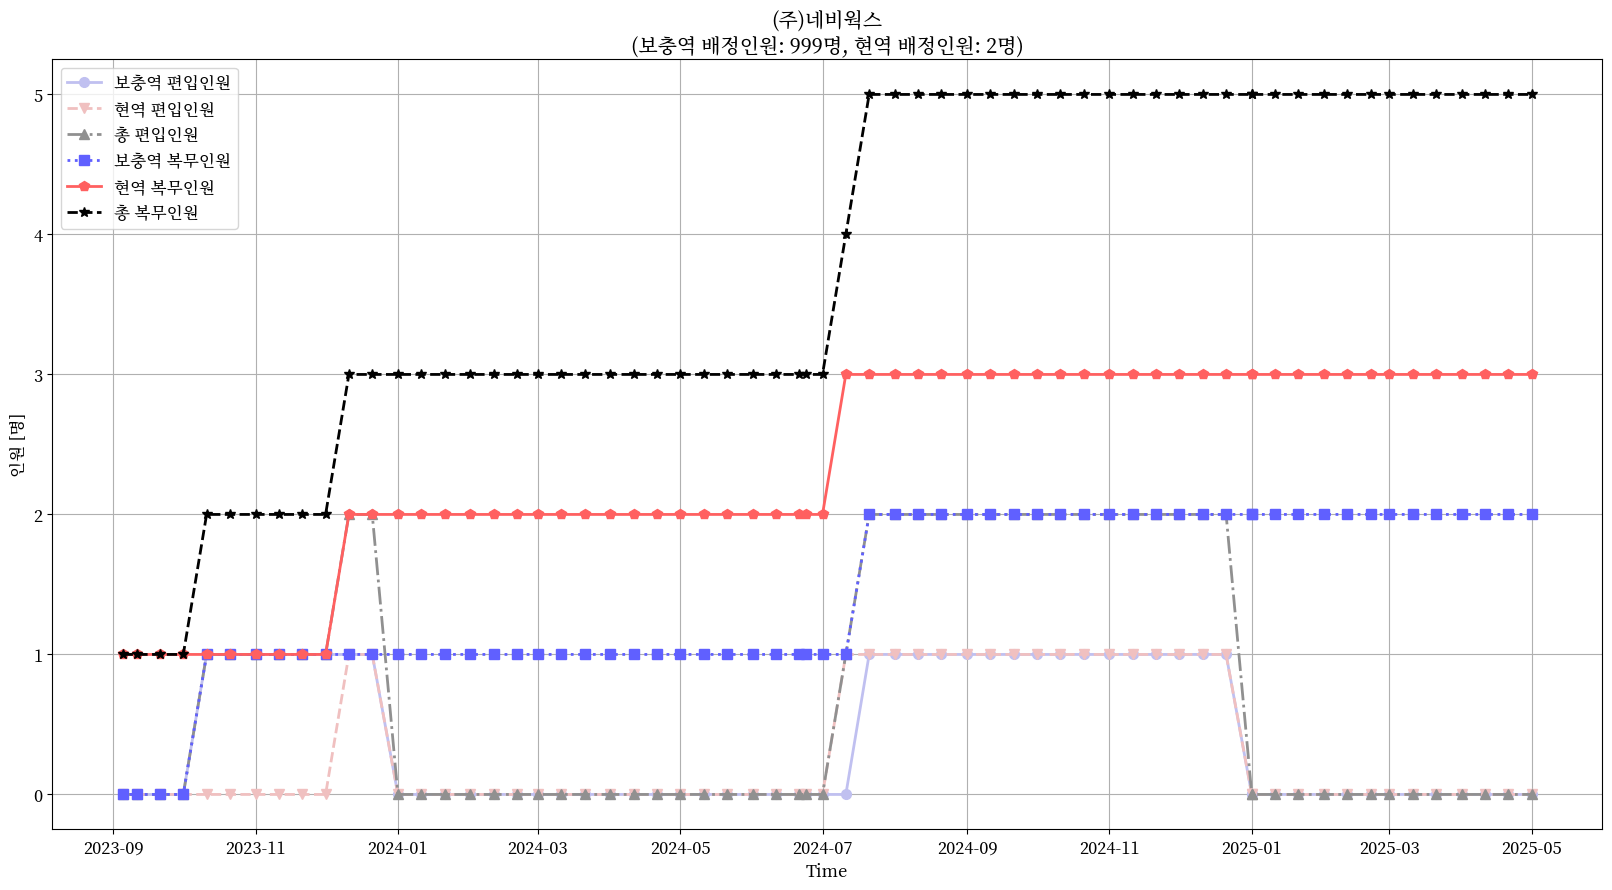 (주)네비웍스
(보충역 배정인원: 999명, 현역 배정인원: 2명)
보충역 편입인원
현역 편입인원
총 편입인원
보충역 복무인원
현역 복무인원
총 복무인원
인원 [명]
5
4
3
2
1
0
2023-09
2023-11
2024-01
2024-03
2024-05
2024-07
2024-09
2024-11
2025-01
2025-03
2025-05
Time